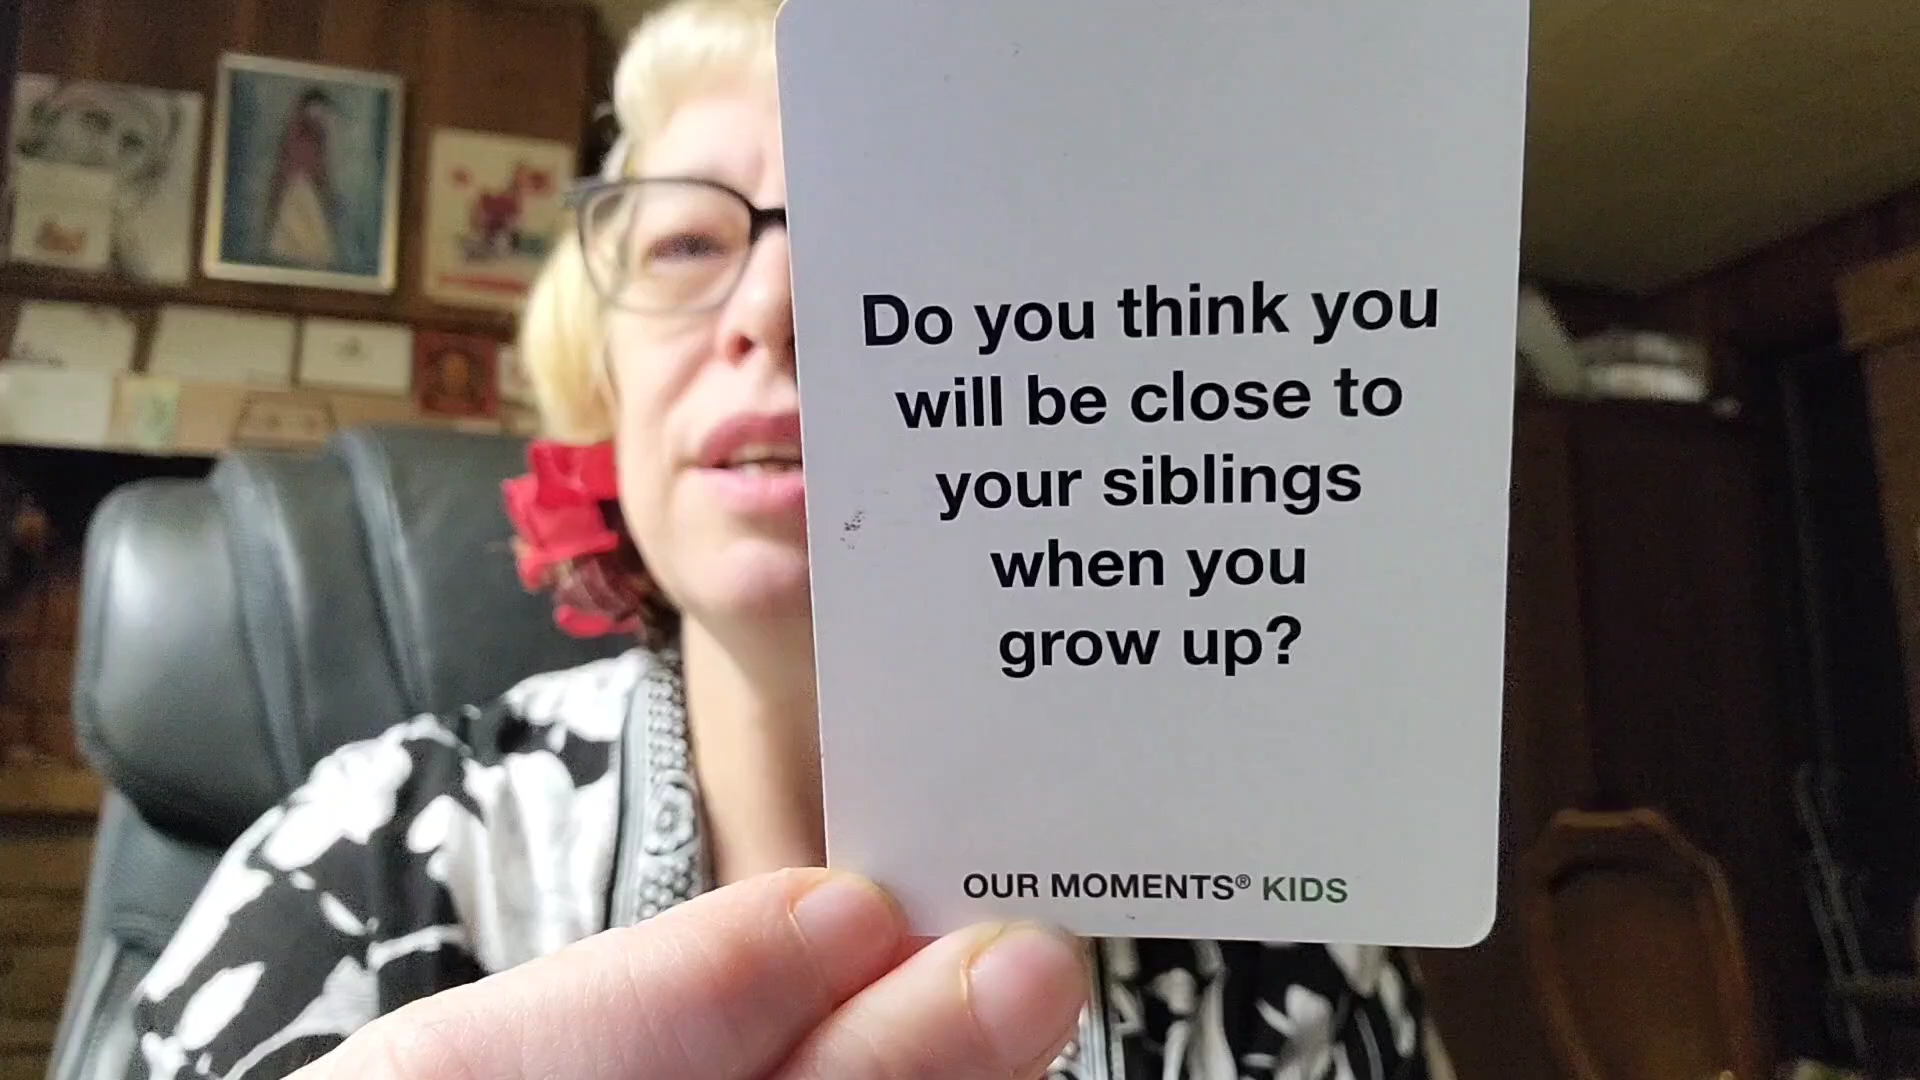 Do you think you
will be close to
your siblings
when you
grow up?
OUR MOMENTS® KIDS